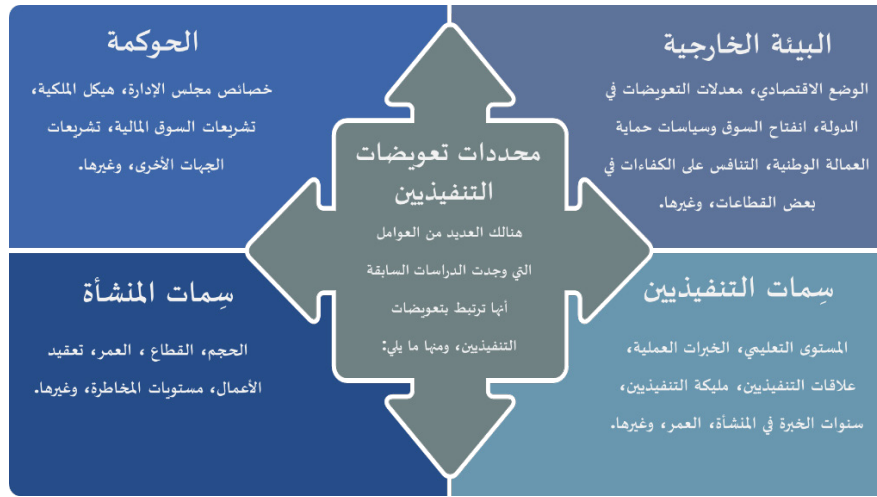 البيئة الخارجية
الوضع الاقتصادي، معدلات التعويضات في
الدولة، انفتاح السوق وسياسات حماية
العمالة الوطنية، التنافس على الكفاءات في
بعض القطاعات، وغيرها.
الحوكمة
خصائص مجلس الإدارة، هيكل الملكية،
تشريعات السوق المالية، تشريعات
الجهات الأخرى، وغيرها.
محددات تعويضات
التنفيذيين
هنالك العديد من العوامل
التي وجدت الدراسات السابقة
أنها ترتبط بتعويضات
التنفيذيين، ومنها ما يلي:
سِمات التنفيذيين
المستوى التعليمي، الخبرات العملية،
علاقات التنفيذيين، مليكة التنفيذيين،
سنوات الخبرة في المنشأة، العمر، وغيرها.
سِمات المنشأة
الحجم، القطاع ، العمر، تعقيد
الأعمال، مستويات المخاطرة، وغيرها.